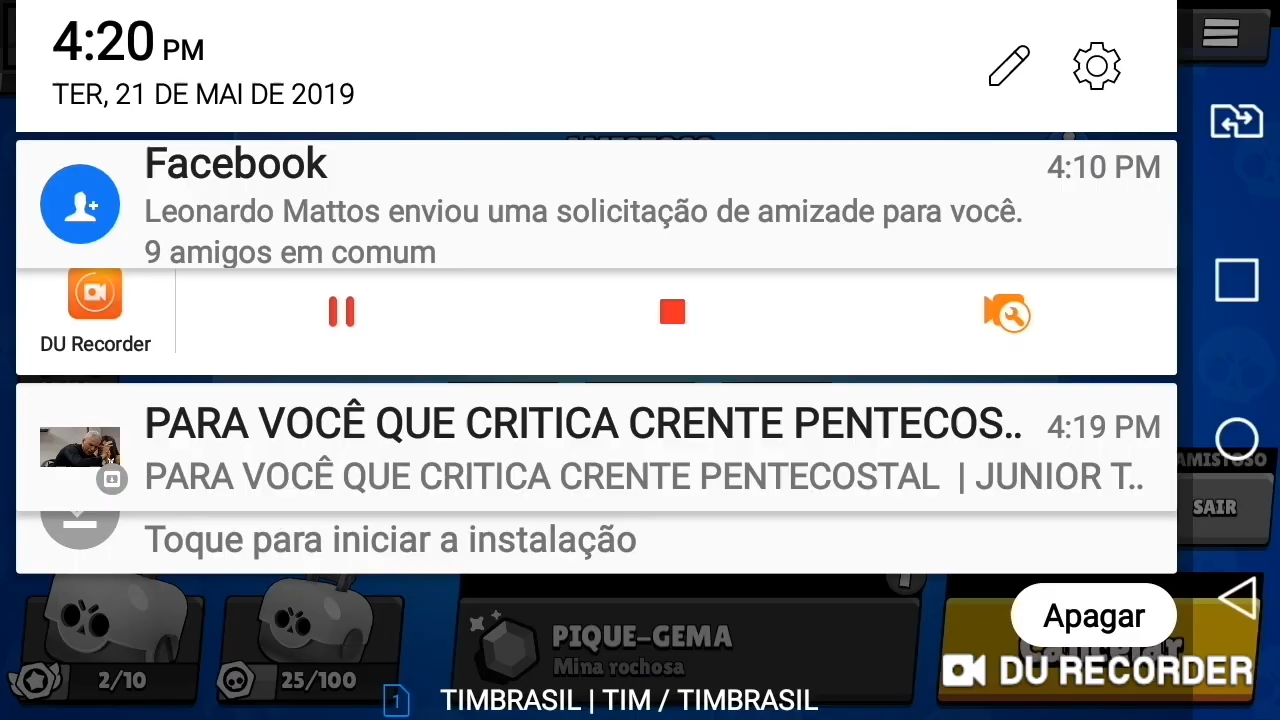 4:20 PM
TER, 21 DE MAI DE 2019
AMISTOSO
Facebook
4:10 PM
Leonardo Mattos enviou uma solicitação de amizade para você.
9 amigos em comum
DU Recorder
PARA VOCÊ QUE CRITICA CRENTE PENTECOS..
4:19 PM
PARA VOCÊ QUE CRITICA CRENTE PENTECOSTAL | JUNIOR T..
AMISTOSO
SAIR
Toque para iniciar a instalação
Apagar
PIQUE-GEMA
Cancelar
Mina rochosa
2/10
25/100
DU RECORDER
1
TIMBRASIL | TIM / TIMBRASIL